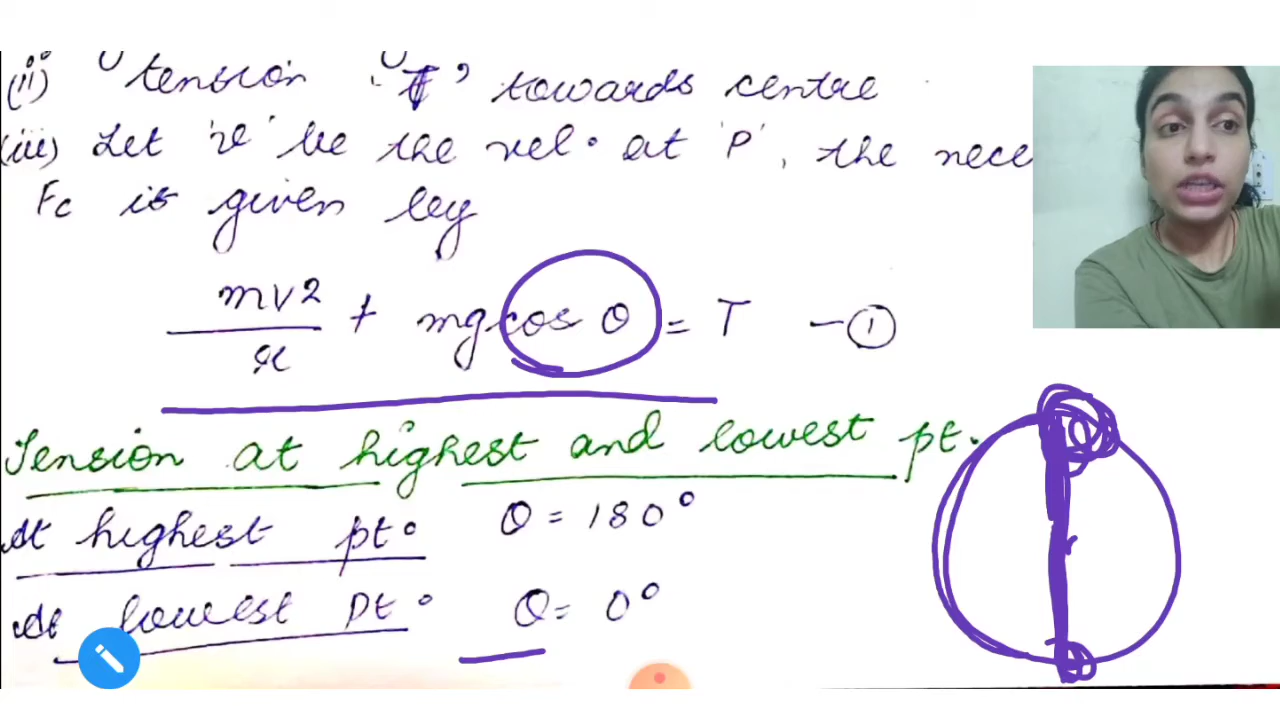 (ii) tension 'T' towards centre
(iii) Let 'v' be the vel. at 'P', the nece
Fc is given by
mv2
r
+ mg cos θ = T - ①
Tension at highest and lowest pt.
At highest pt. θ = 180°
At lowest pt. θ = 0°